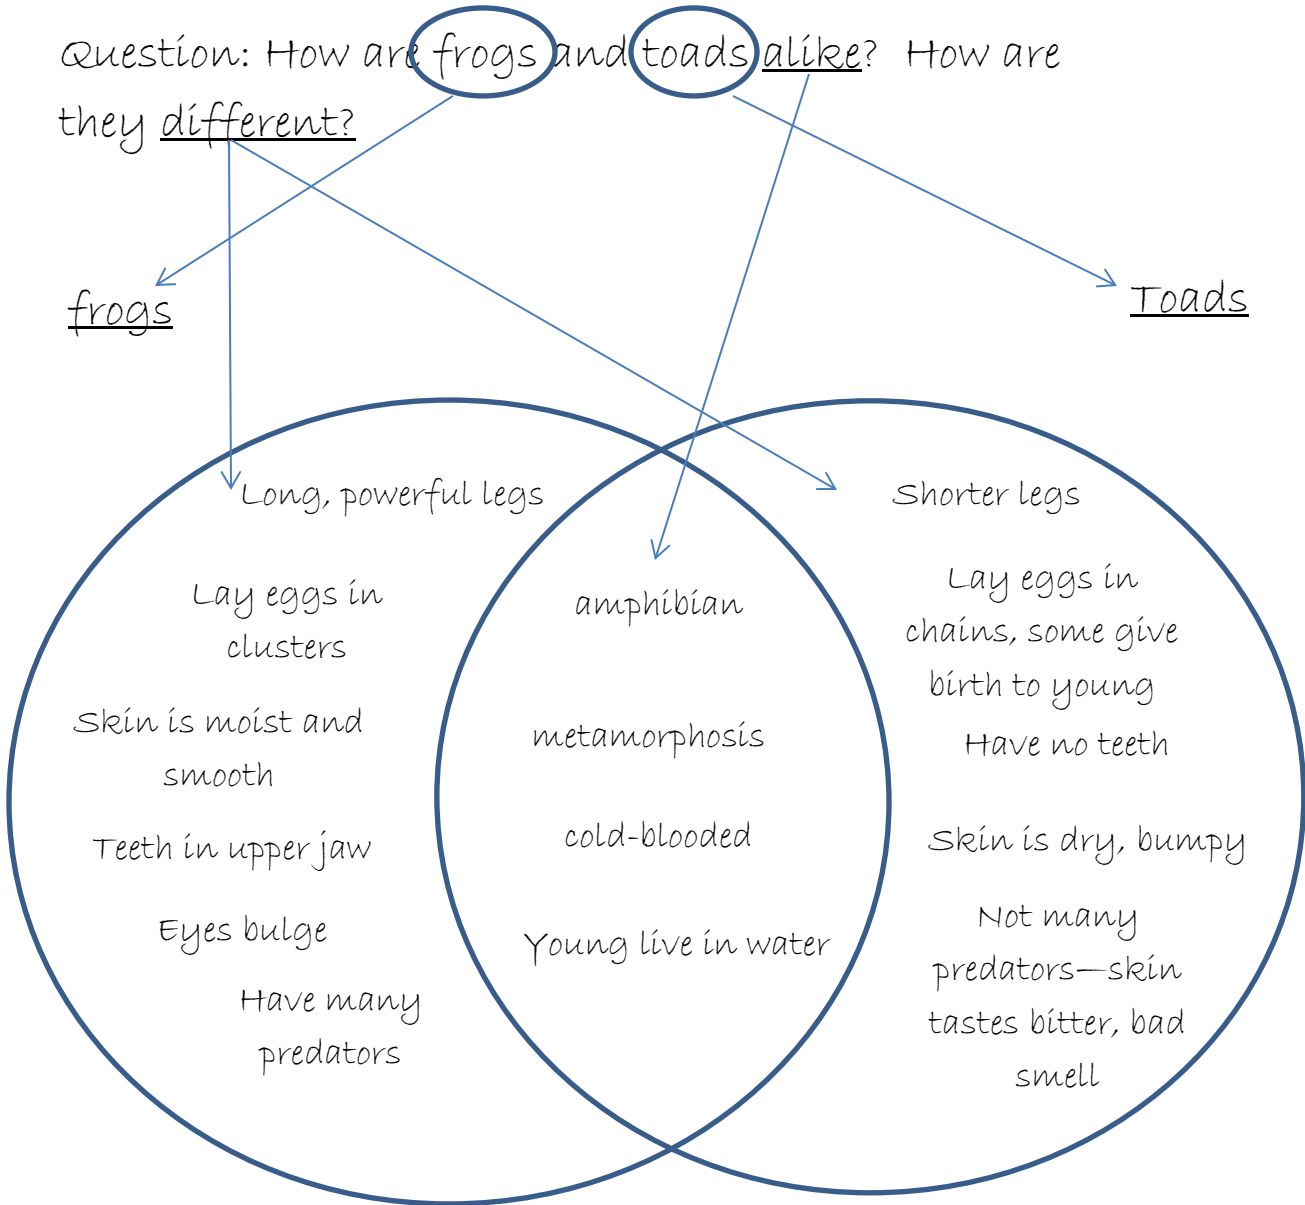 Question: How are frogs and toads alike? How are
they different?
frogs
Toads
Long, powerful legs
Lay eggs in
clusters
Skin is moist and
smooth
Teeth in upper jaw
Eyes bulge
Have many
predators
amphibian
metamorphosis
cold-blooded
Young live in water
Shorter legs
Lay eggs in
chains, some give
birth to young
Have no teeth
Skin is dry, bumpy
Not many
predators—skin
tastes bitter, bad
smell